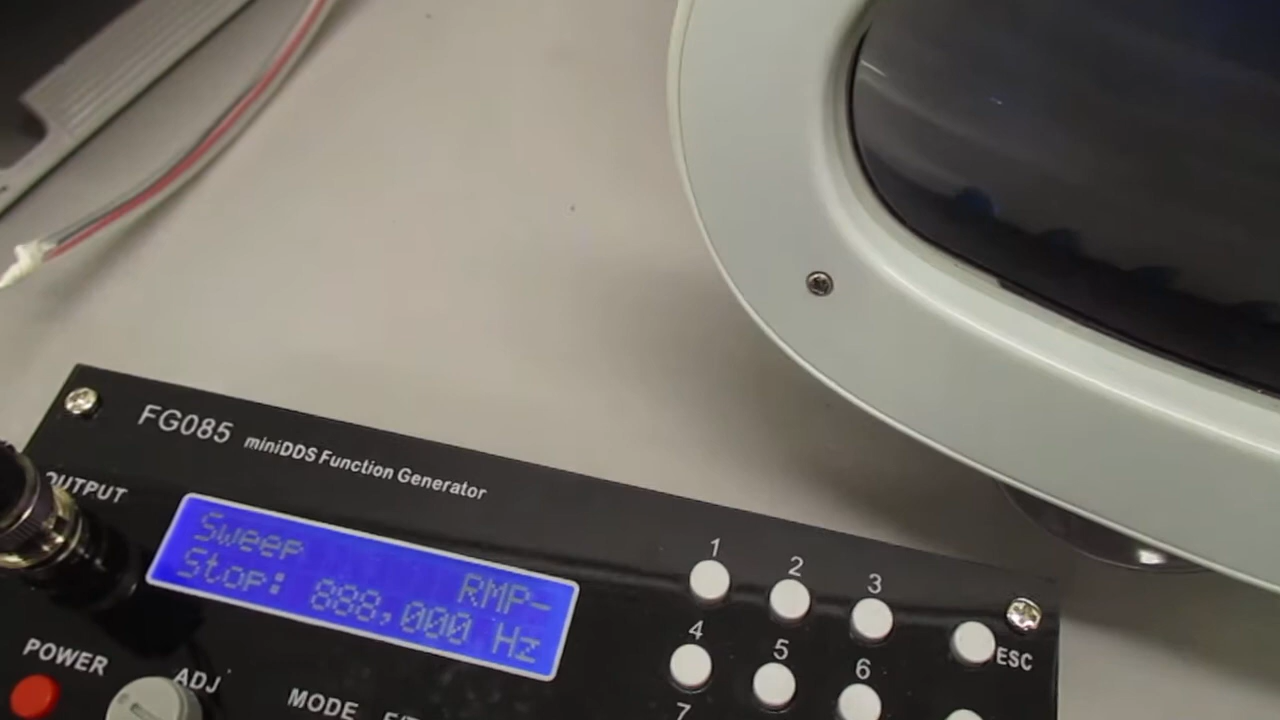 FG085 miniDDS Function Generator
OUTPUT
Sweep
RMP-
Stop: 888,000 Hz
1
2
3
4
5
6
ESC
7
POWER
ADJ
MODE